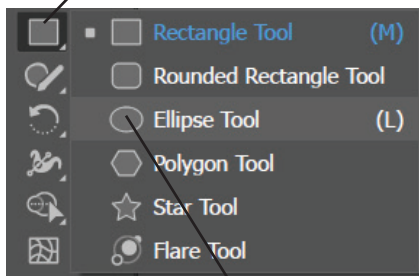 Rectangle Tool (M)
Rounded Rectangle Tool
Ellipse Tool (L)
Polygon Tool
Star Tool
Flare Tool